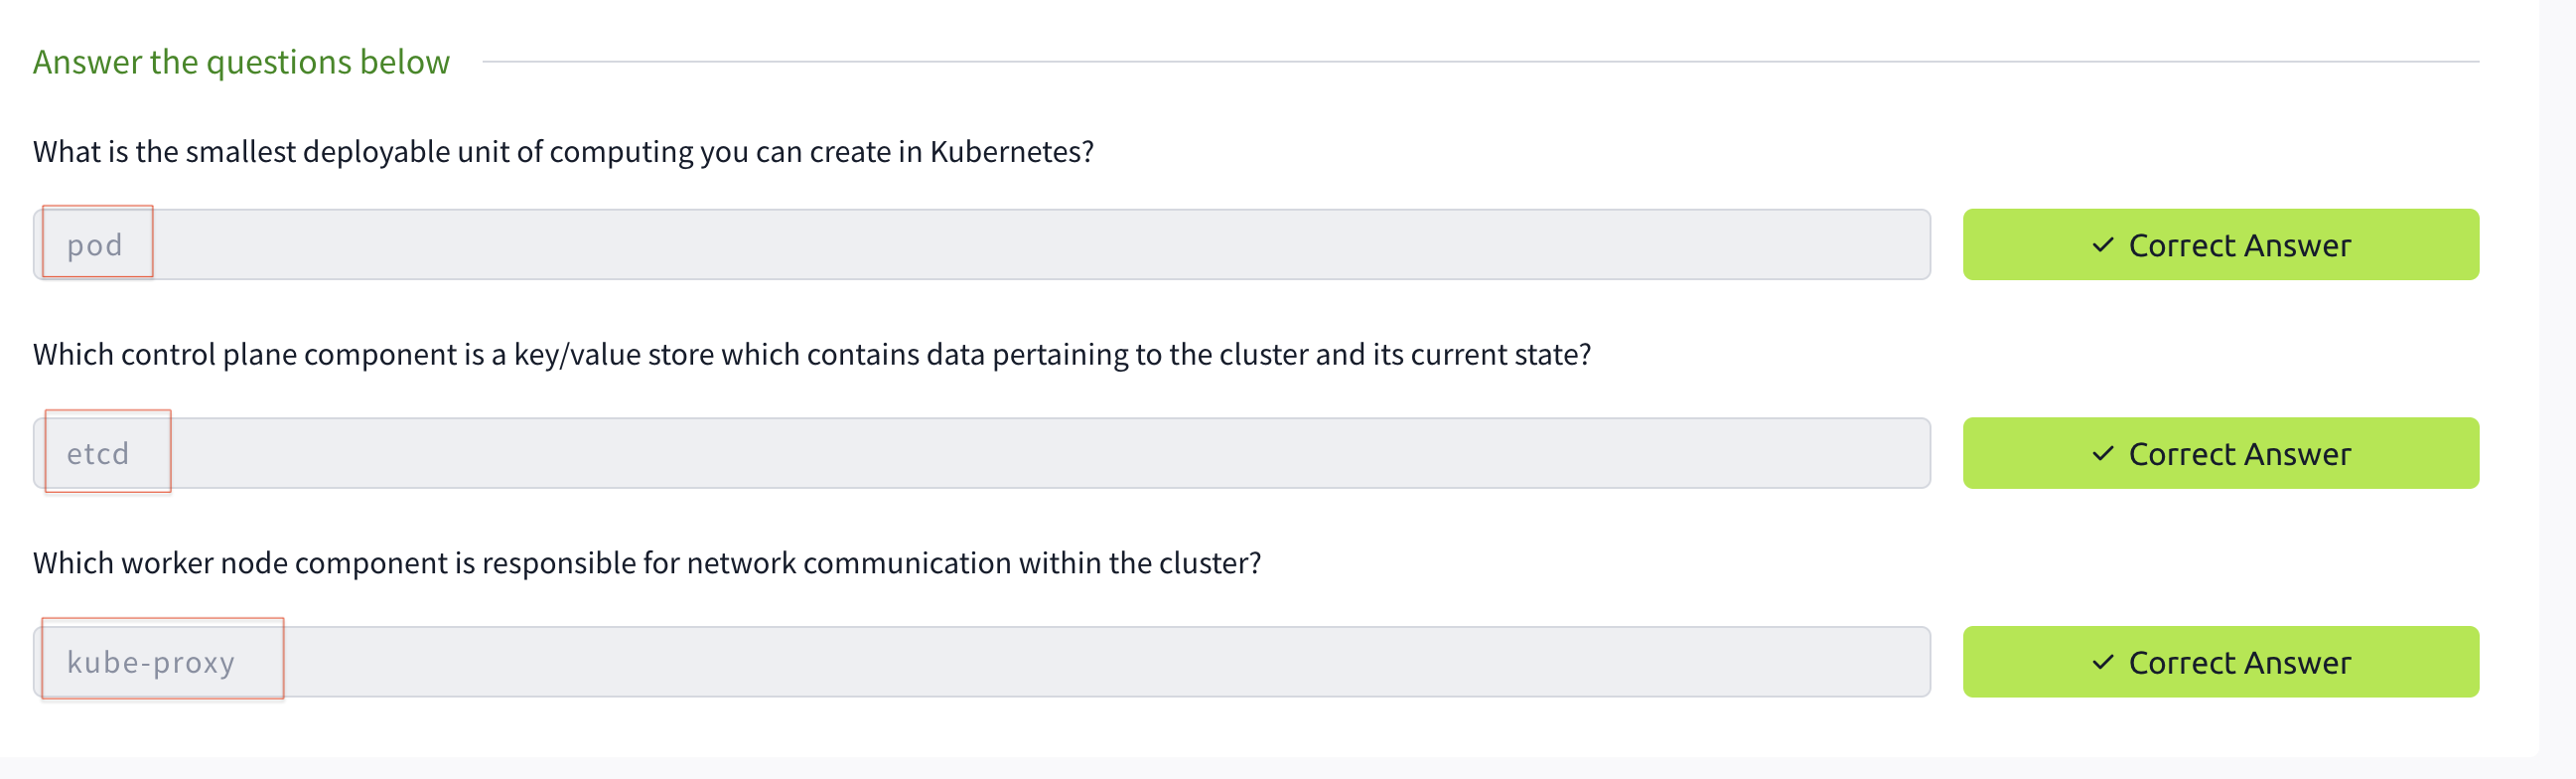 Answer the questions below
What is the smallest deployable unit of computing you can create in Kubernetes?
pod
✓ Correct Answer
Which control plane component is a key/value store which contains data pertaining to the cluster and its current state?
etcd
✓ Correct Answer
Which worker node component is responsible for network communication within the cluster?
kube-proxy
✓ Correct Answer